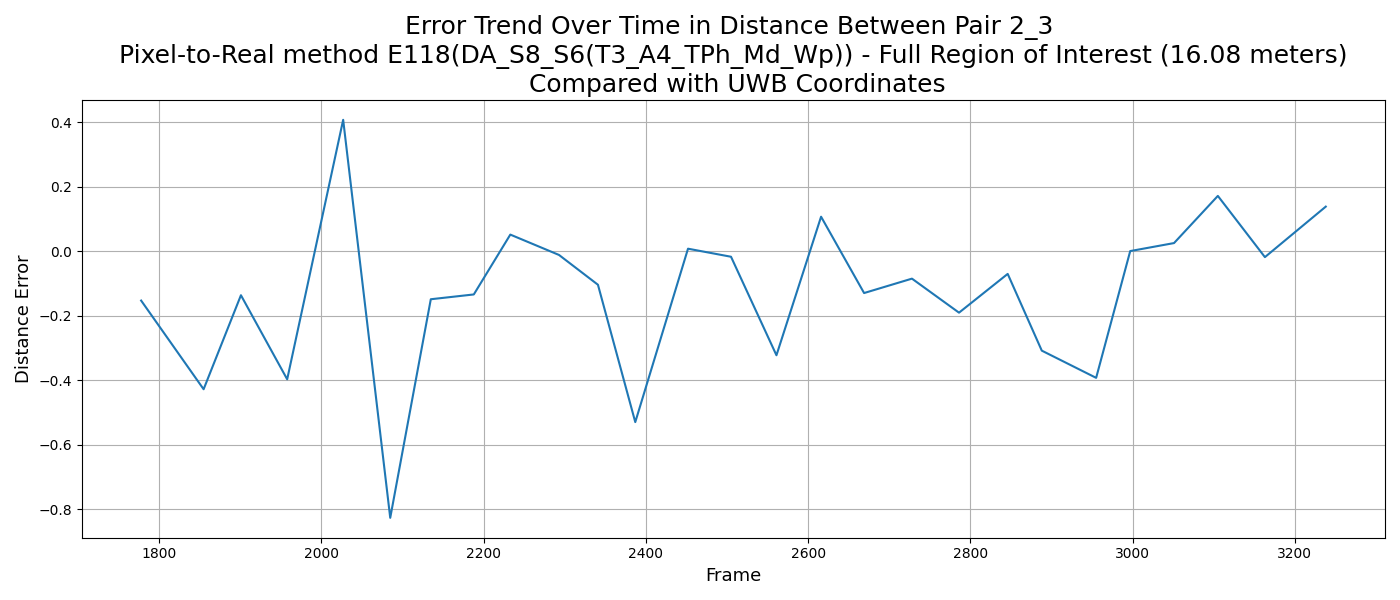 Error Trend Over Time in Distance Between Pair 2_3
Pixel-to-Real method E118(DA_S8_S6(T3_A4_TPh_Md_Wp)) - Full Region of Interest (16.08 meters)
Compared with UWB Coordinates
Distance Error
0.4
0.2
0.0
−0.2
−0.4
−0.6
−0.8
1800 2000 2200 2400 2600 2800 3000 3200
Frame